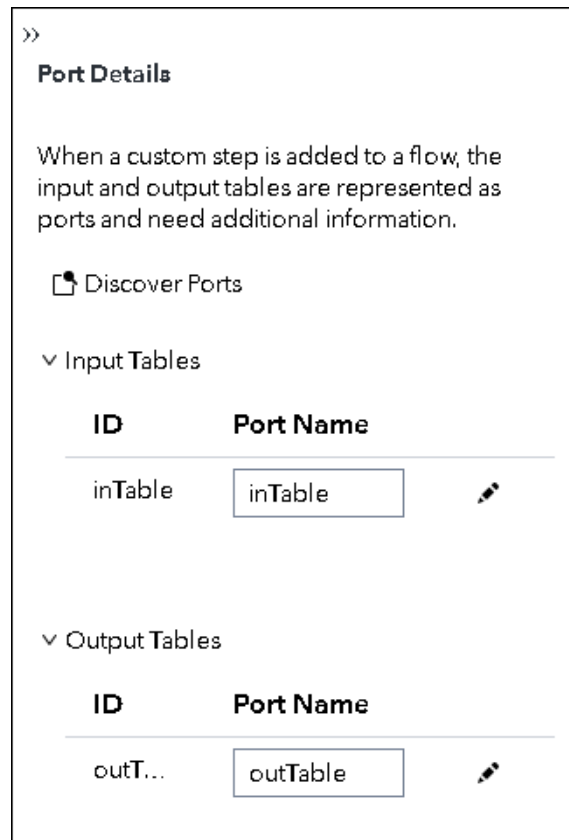 Port Details
When a custom step is added to a flow, the
input and output tables are represented as
ports and need additional information.
Discover Ports
Input Tables
ID Port Name
inTable inTable
Output Tables
ID Port Name
outT... outTable